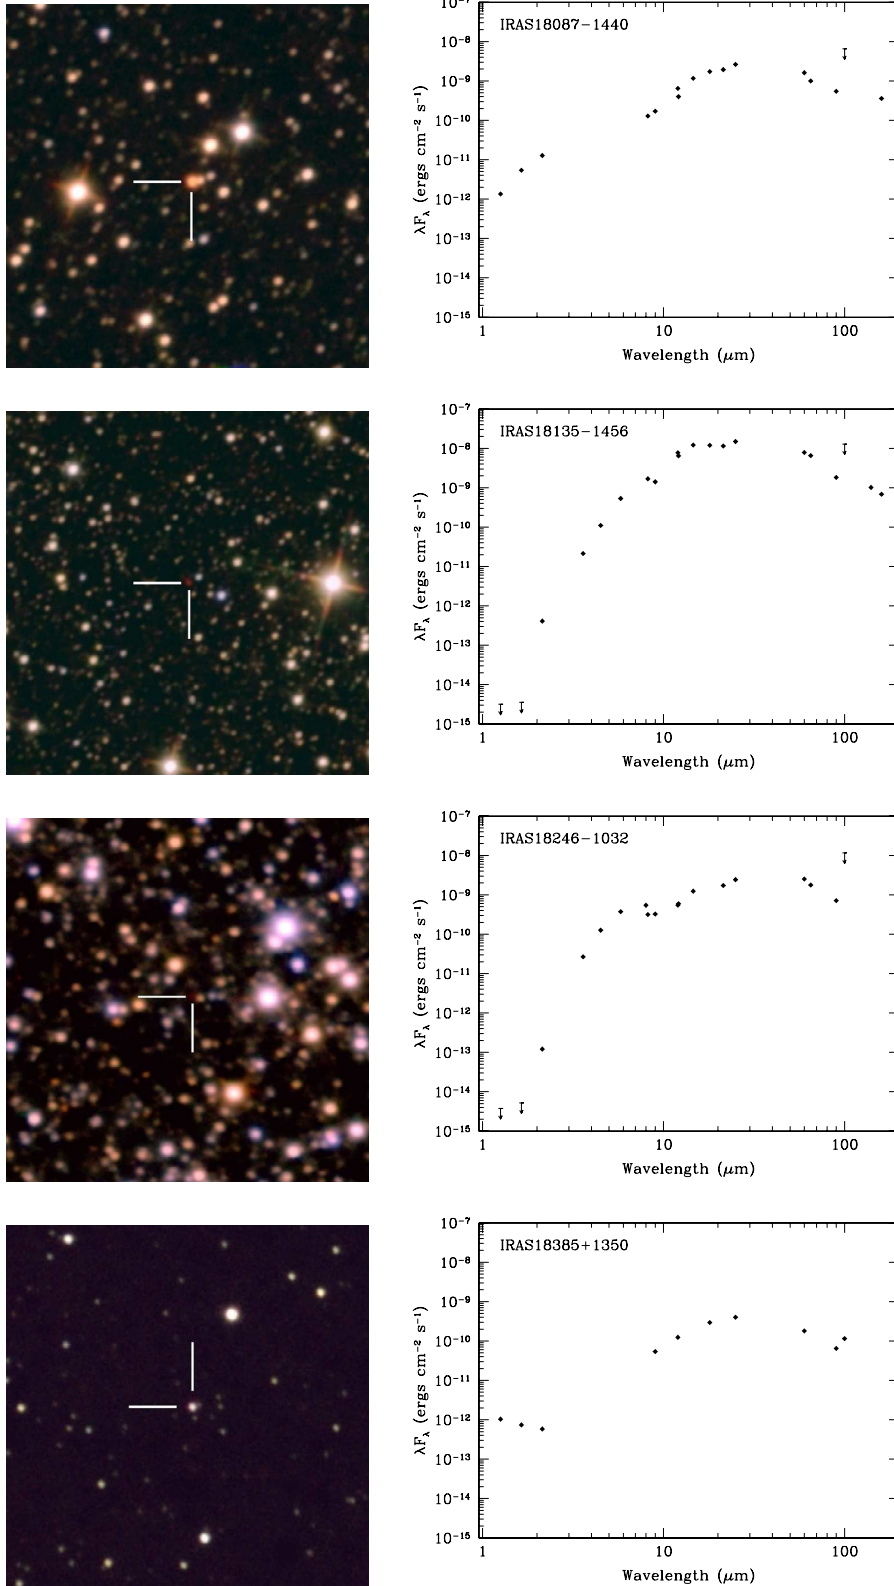 10⁻⁷
IRAS18087−1440
10⁻⁸
10⁻⁹
10⁻¹⁰
10⁻¹¹
10⁻¹²
10⁻¹³
10⁻¹⁴
10⁻¹⁵
λF_λ (ergs cm⁻² s⁻¹)
1 10 100
Wavelength (μm)
10⁻⁷
IRAS18135−1456
10⁻⁸
10⁻⁹
10⁻¹⁰
10⁻¹¹
10⁻¹²
10⁻¹³
10⁻¹⁴
10⁻¹⁵
λF_λ (ergs cm⁻² s⁻¹)
1 10 100
Wavelength (μm)
10⁻⁷
IRAS18246−1032
10⁻⁸
10⁻⁹
10⁻¹⁰
10⁻¹¹
10⁻¹²
10⁻¹³
10⁻¹⁴
10⁻¹⁵
λF_λ (ergs cm⁻² s⁻¹)
1 10 100
Wavelength (μm)
10⁻⁷
IRAS18385+1350
10⁻⁸
10⁻⁹
10⁻¹⁰
10⁻¹¹
10⁻¹²
10⁻¹³
10⁻¹⁴
10⁻¹⁵
λF_λ (ergs cm⁻² s⁻¹)
1 10 100
Wavelength (μm)